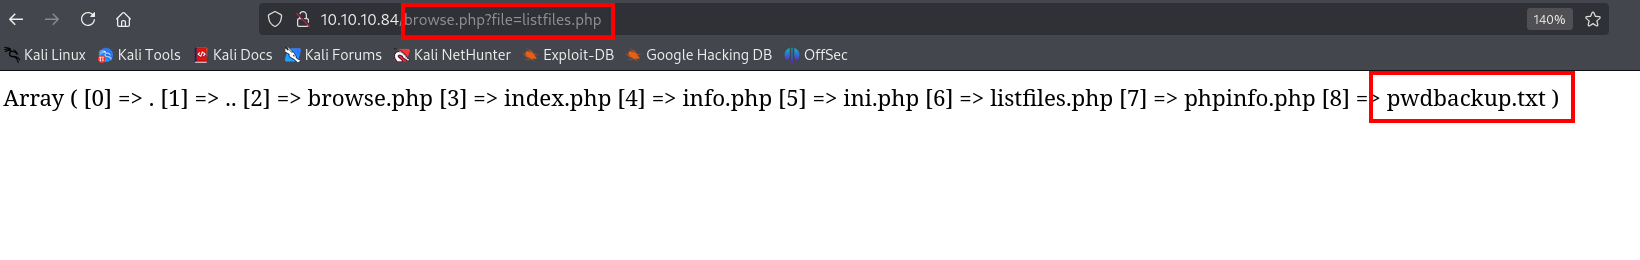 10.10.10.84/browse.php?file=listfiles.php
140%
Kali Linux Kali Tools Kali Docs Kali Forums Kali NetHunter Exploit-DB Google Hacking DB OffSec
Array ( [0] => . [1] => .. [2] => browse.php [3] => index.php [4] => info.php [5] => ini.php [6] => listfiles.php [7] => phpinfo.php [8] => pwdbackup.txt )